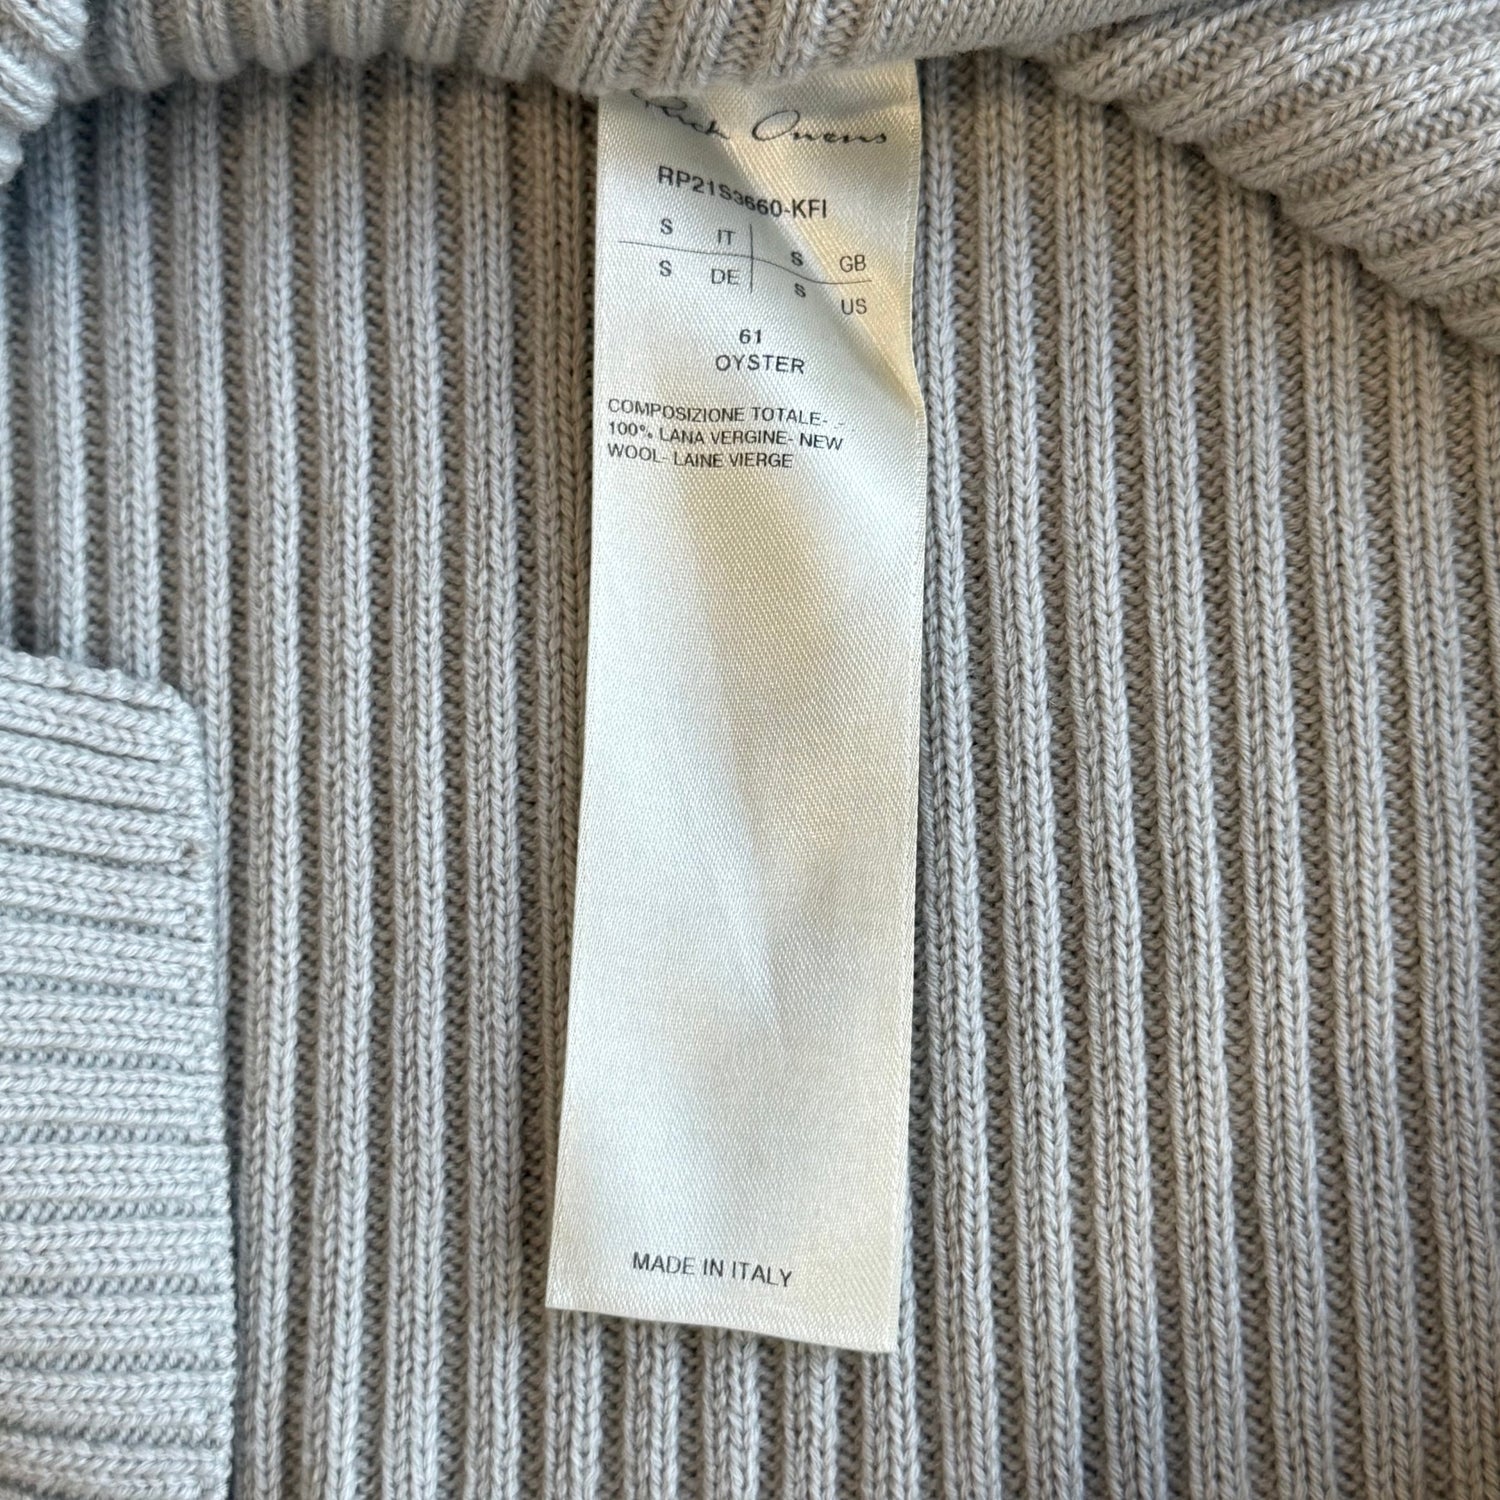 Rick Owens
RP21S3660-KFI
S IT S GB
S DE S US
61
OYSTER
COMPOSIZIONE TOTALE- -
100% LANA VERGINE- NEW
WOOL- LAINE VIERGE
MADE IN ITALY